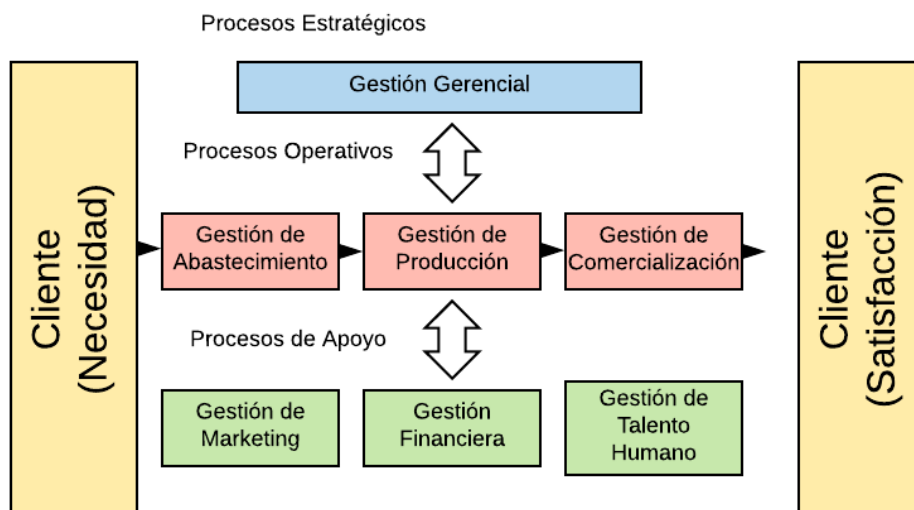 Procesos Estratégicos
Gestión Gerencial
Procesos Operativos
Cliente
(Necesidad)
Gestión de
Abastecimiento
Gestión de
Producción
Gestión de
Comercialización
Cliente
(Satisfacción)
Procesos de Apoyo
Gestión de
Marketing
Gestión
Financiera
Gestión de
Talento
Humano